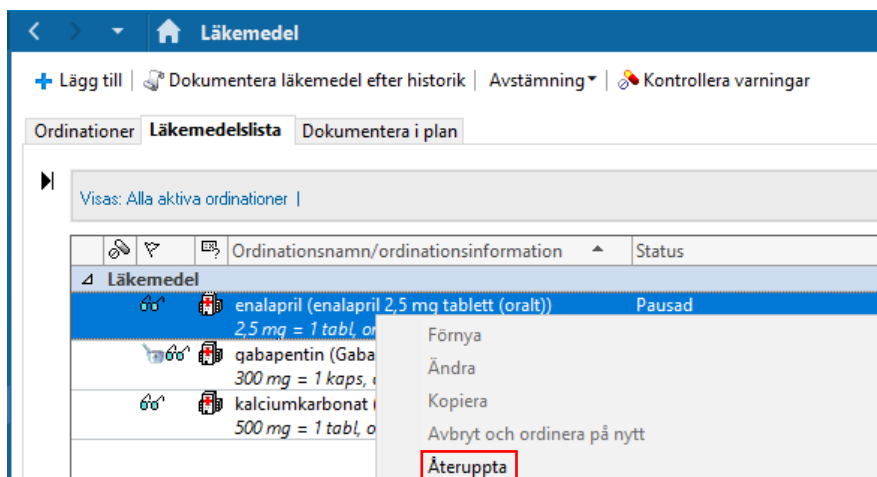 Läkemedel
Lägg till | Dokumentera läkemedel efter historik | Avstämning | Kontrollera varningar
Ordinationer Läkemedelslista Dokumentera i plan
Visas: Alla aktiva ordinationer |
Ordinationsnamn/ordinationsinformation Status
Läkemedel
enalapril (enalapril 2,5 mg tablett (oralt)) Pausad
2,5 mg = 1 tabl, or
gabapentin (Gaba
300 mg = 1 kaps,
kalciumkarbonat (
500 mg = 1 tabl, o
Förnya
Ändra
Kopiera
Avbryt och ordinera på nytt
Återuppta